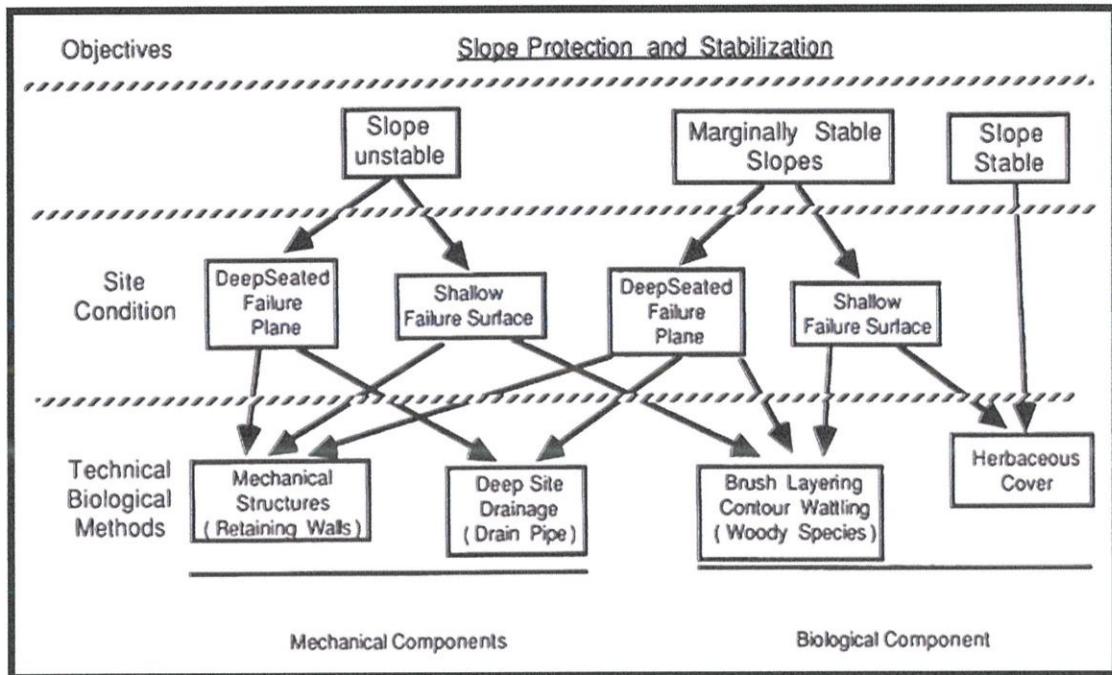 Objectives
Slope Protection and Stabilization
Slope
unstable
Marginally Stable
Slopes
Slope
Stable
Site
Condition
DeepSeated
Failure
Plane
Shallow
Failure Surface
DeepSeated
Failure
Plane
Shallow
Failure Surface
Technical
Biological
Methods
Mechanical
Structures
( Retaining Walls )
Deep Site
Drainage
( Drain Pipe )
Brush Layering
Contour Wattling
( Woody Species )
Herbaceous
Cover
Mechanical Components
Biological Component